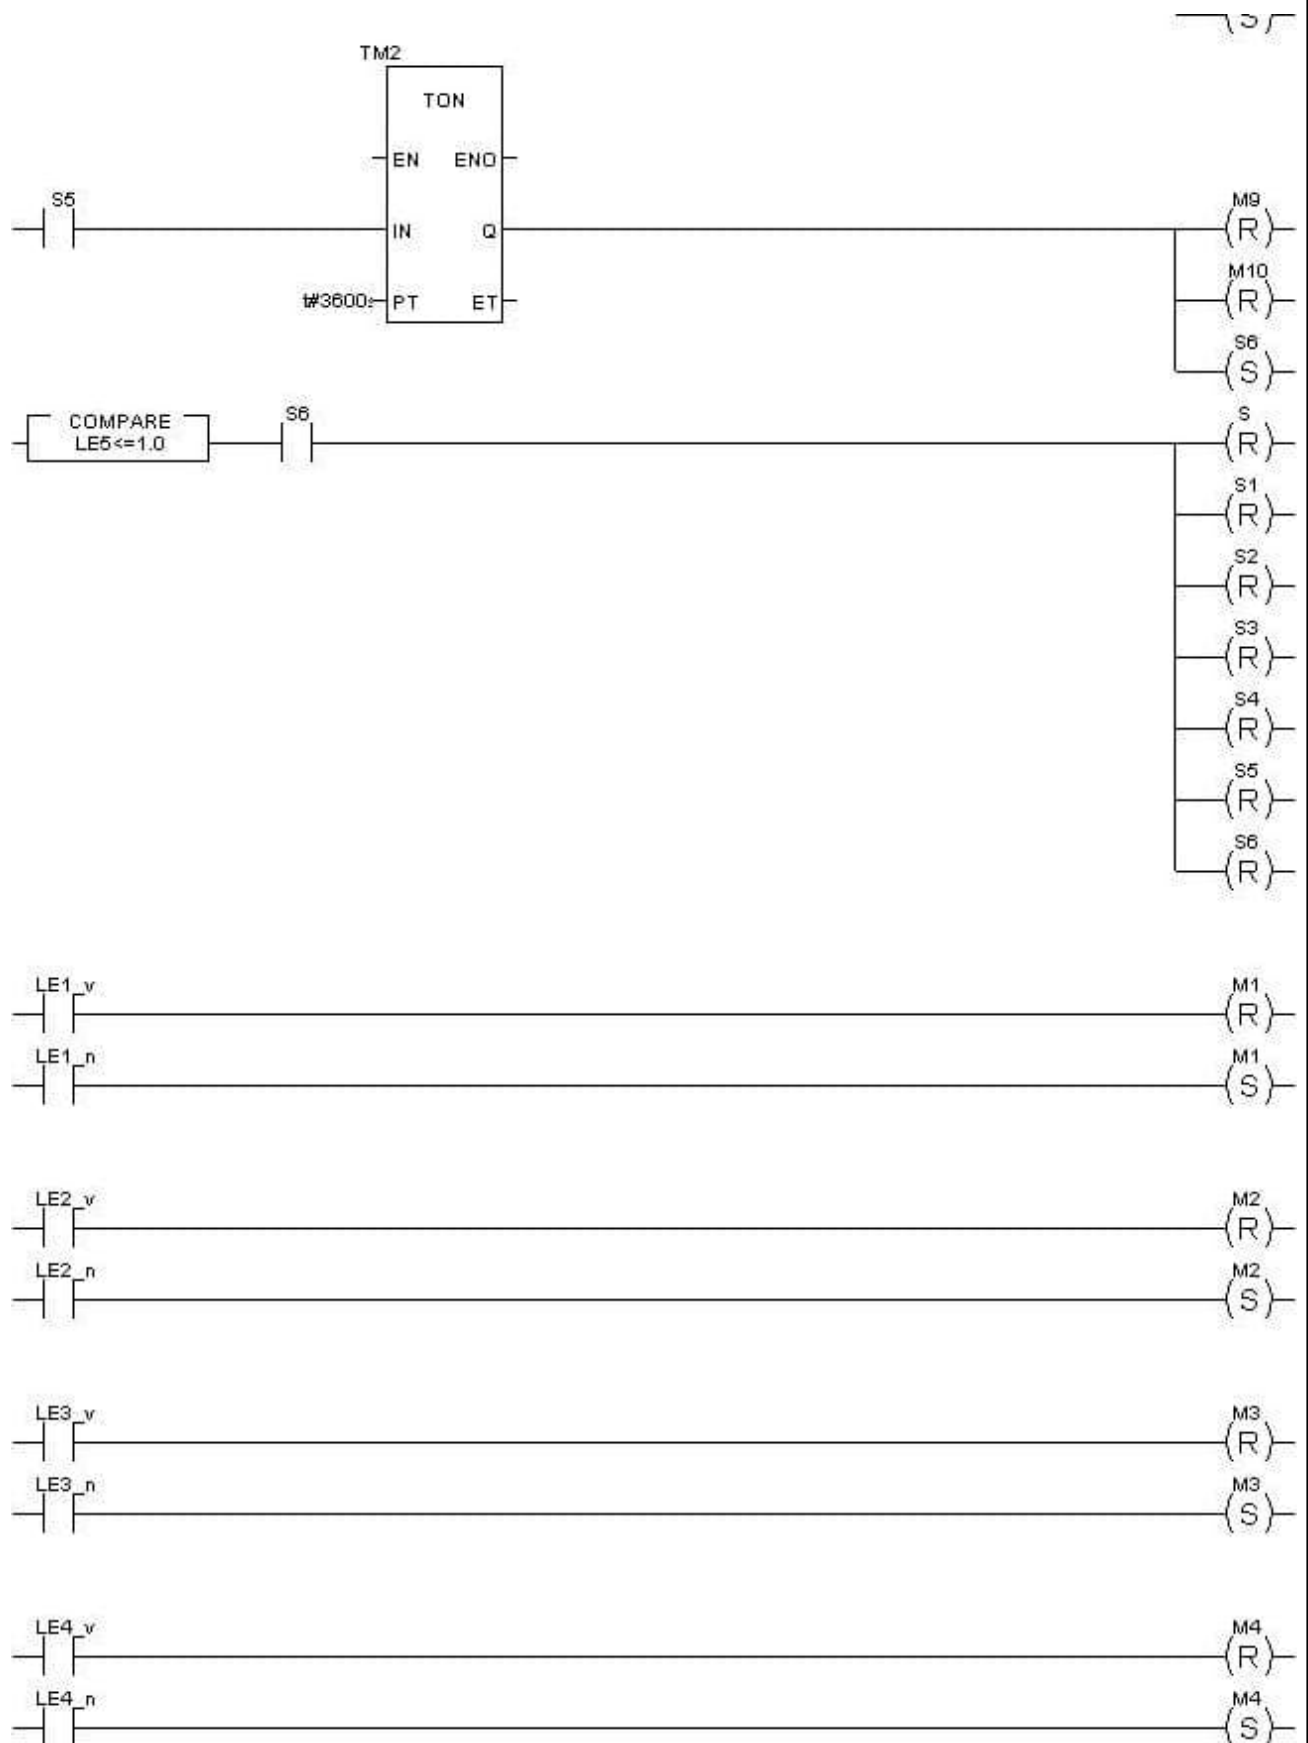 (S)
TM2
TON
EN ENO
S5 M9
IN Q (R)
M10
t#3600s PT ET (R)
S6
(S)
COMPARE S6 S
LE5<=1.0 (R)
S1
(R)
S2
(R)
S3
(R)
S4
(R)
S5
(R)
S6
(R)
LE1_v M1
(R)
LE1_n M1
(S)
LE2_v M2
(R)
LE2_n M2
(S)
LE3_v M3
(R)
LE3_n M3
(S)
LE4_v M4
(R)
LE4_n M4
(S)